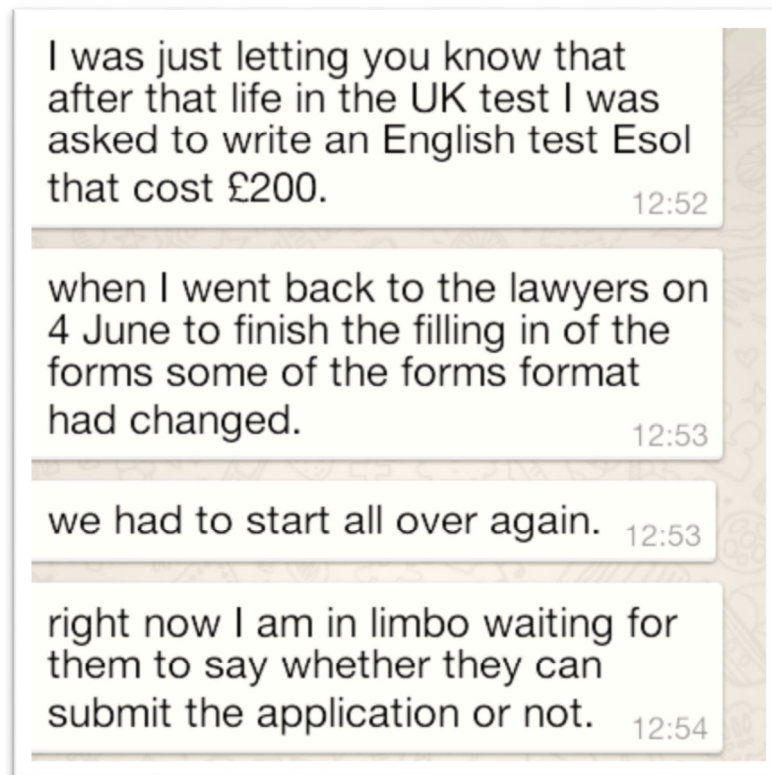 I was just letting you know that
after that life in the UK test I was
asked to write an English test Esol
that cost £200.
12:52
when I went back to the lawyers on
4 June to finish the filling in of the
forms some of the forms format
had changed.
12:53
we had to start all over again.
12:53
right now I am in limbo waiting for
them to say whether they can
submit the application or not.
12:54